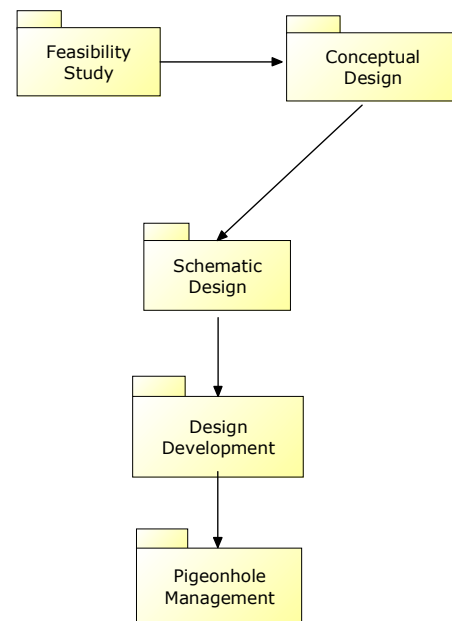 Feasibility
Study
Conceptual
Design
Schematic
Design
Design
Development
Pigeonhole
Management